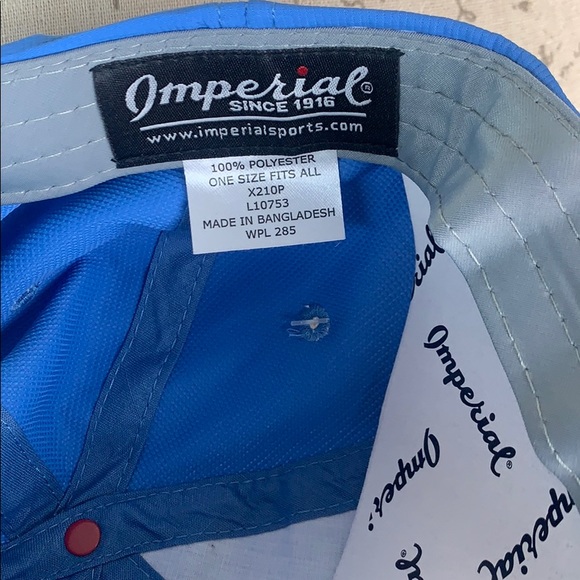 Imperial®
SINCE 1916
www.imperialsports.com
100% POLYESTER
ONE SIZE FITS ALL
X210P
L10753
MADE IN BANGLADESH
WPL 285
Imperial®